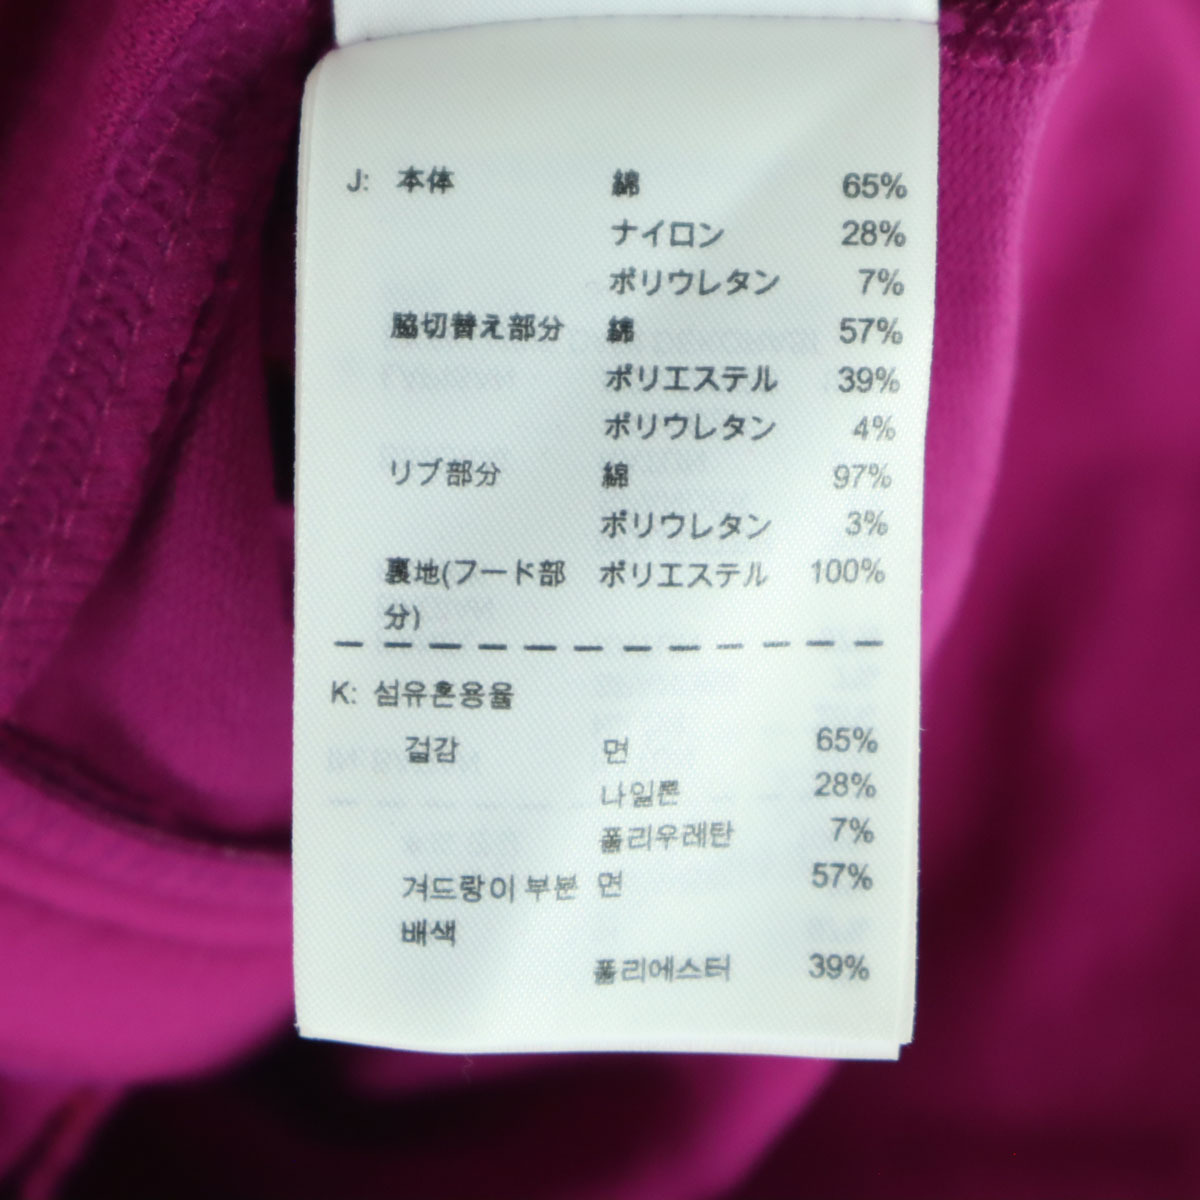 J: 本体 綿 65%
ナイロン 28%
ポリウレタン 7%
脇切替え部分 綿 57%
ポリエステル 39%
ポリウレタン 4%
リブ部分 綿 97%
ポリウレタン 3%
裏地(フード部 ポリエステル 100%
分)
K: 섬유혼용율
겉감 면 65%
나일론 28%
폴리우레탄 7%
겨드랑이 부분 면 57%
배색
폴리에스터 39%